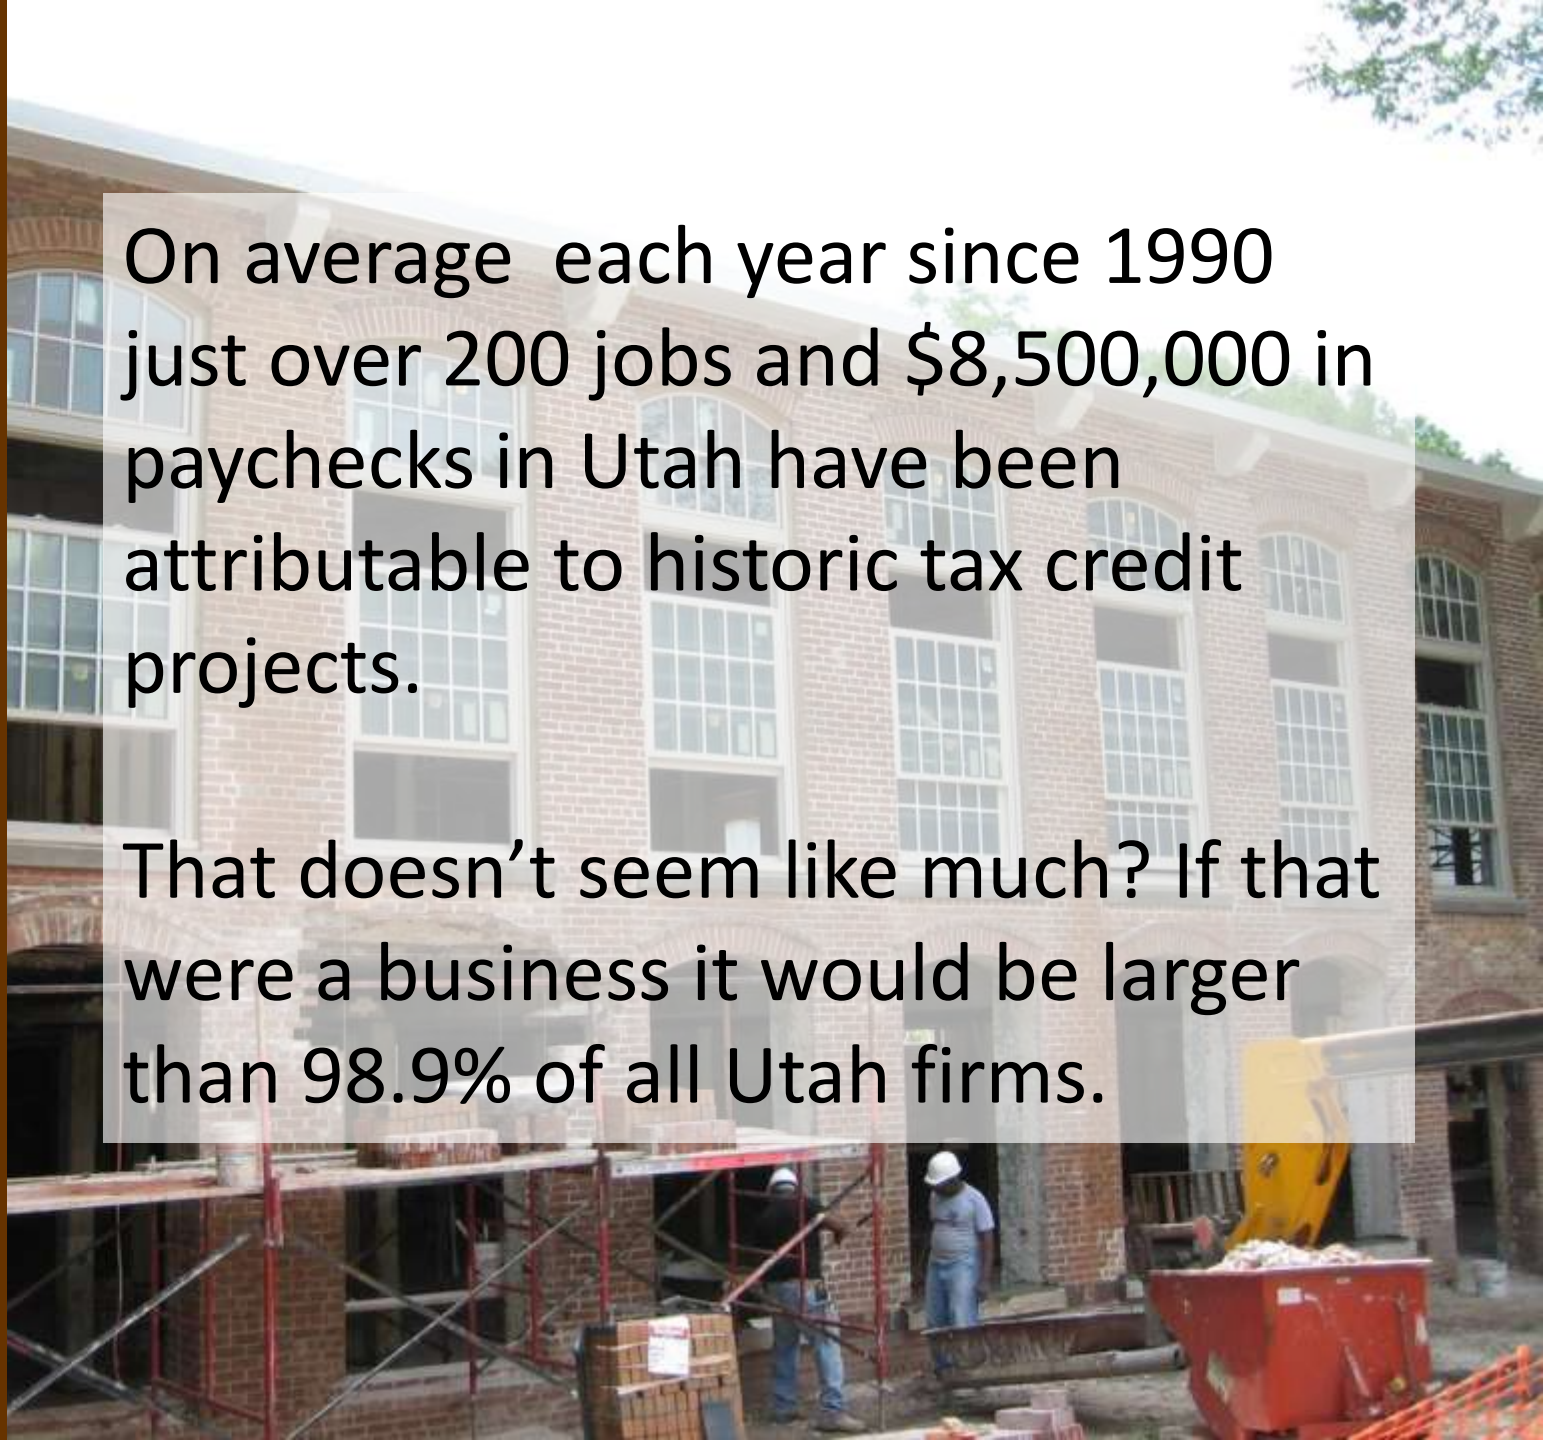 On average  each year since 1990
just over 200 jobs and $8,500,000 in
paychecks in Utah have been
attributable to historic tax credit
projects.
That doesn’t seem like much? If that
were a business it would be larger
than 98.9% of all Utah firms.